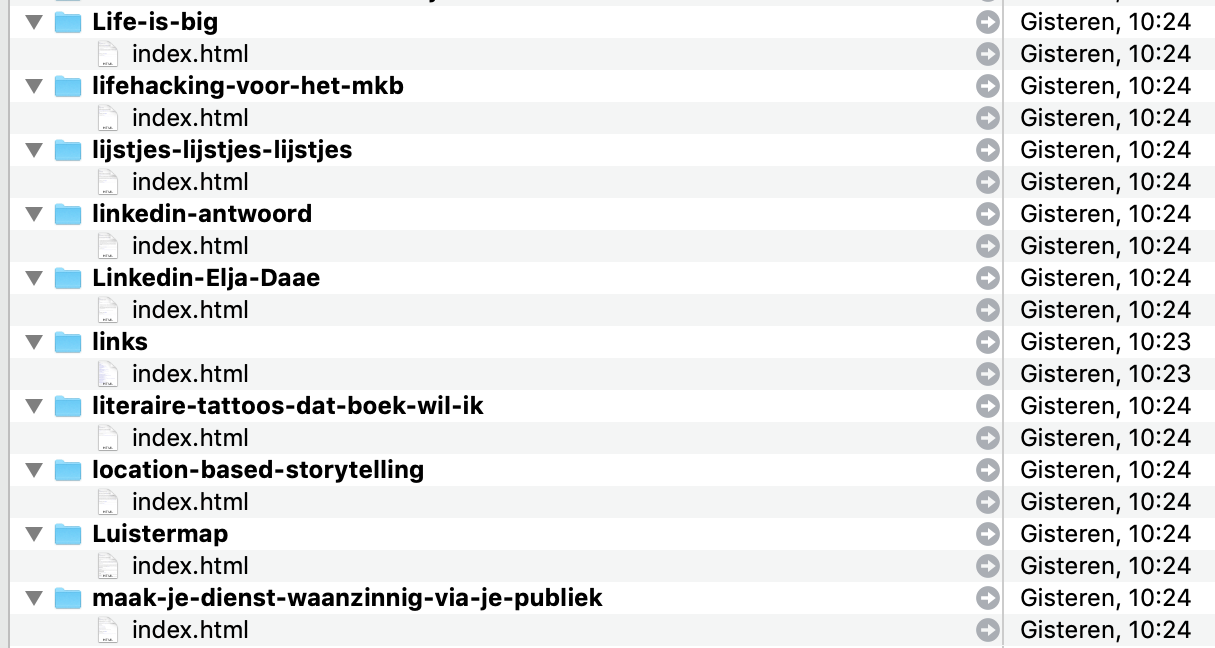 Life-is-big Gisteren, 10:24
index.html Gisteren, 10:24
lifehacking-voor-het-mkb Gisteren, 10:24
index.html Gisteren, 10:24
lijstjes-lijstjes-lijstjes Gisteren, 10:24
index.html Gisteren, 10:24
linkedin-antwoord Gisteren, 10:24
index.html Gisteren, 10:24
Linkedin-Elja-Daae Gisteren, 10:24
index.html Gisteren, 10:24
links Gisteren, 10:23
index.html Gisteren, 10:23
literaire-tattoos-dat-boek-wil-ik Gisteren, 10:24
index.html Gisteren, 10:24
location-based-storytelling Gisteren, 10:24
index.html Gisteren, 10:24
Luistermap Gisteren, 10:24
index.html Gisteren, 10:24
maak-je-dienst-waanzinnig-via-je-publiek Gisteren, 10:24
index.html Gisteren, 10:24